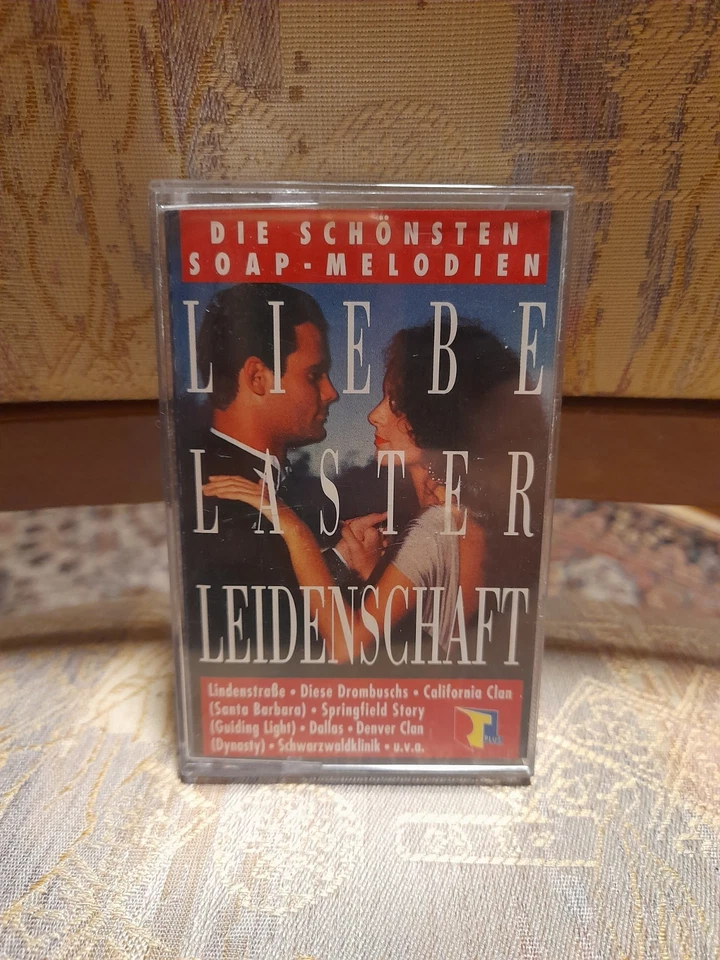 DIE SCHÖNSTEN
SOAP-MELODIEN
LIEBE
LASTER
LEIDENSCHAFT
Lindenstraße • Diese Drombuschs • California Clan
(Santa Barbara) • Springfield Story
(Guiding Light) • Dallas • Denver Clan
(Dynasty) • Schwarzwaldklinik • u.v.a.
PLUS